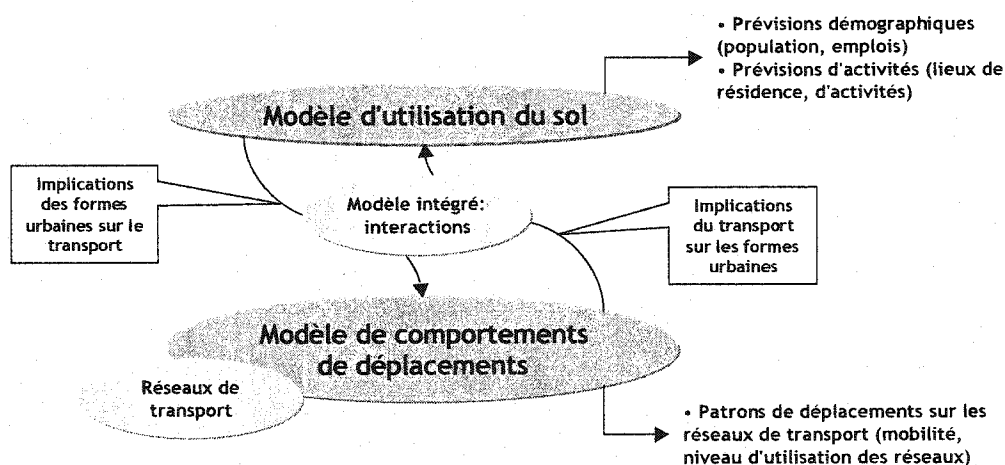 • Prévisions démographiques
(population, emplois)
• Prévisions d'activités (lieux de
résidence, d'activités)
Modèle d'utilisation du sol
Implications
des formes
urbaines sur le
transport
Modèle intégré:
interactions
Implications
du transport
sur les formes
urbaines
Modèle de comportements
de déplacements
Réseaux de
transport
• Patrons de déplacements sur les
réseaux de transport (mobilité,
niveau d'utilisation des réseaux)